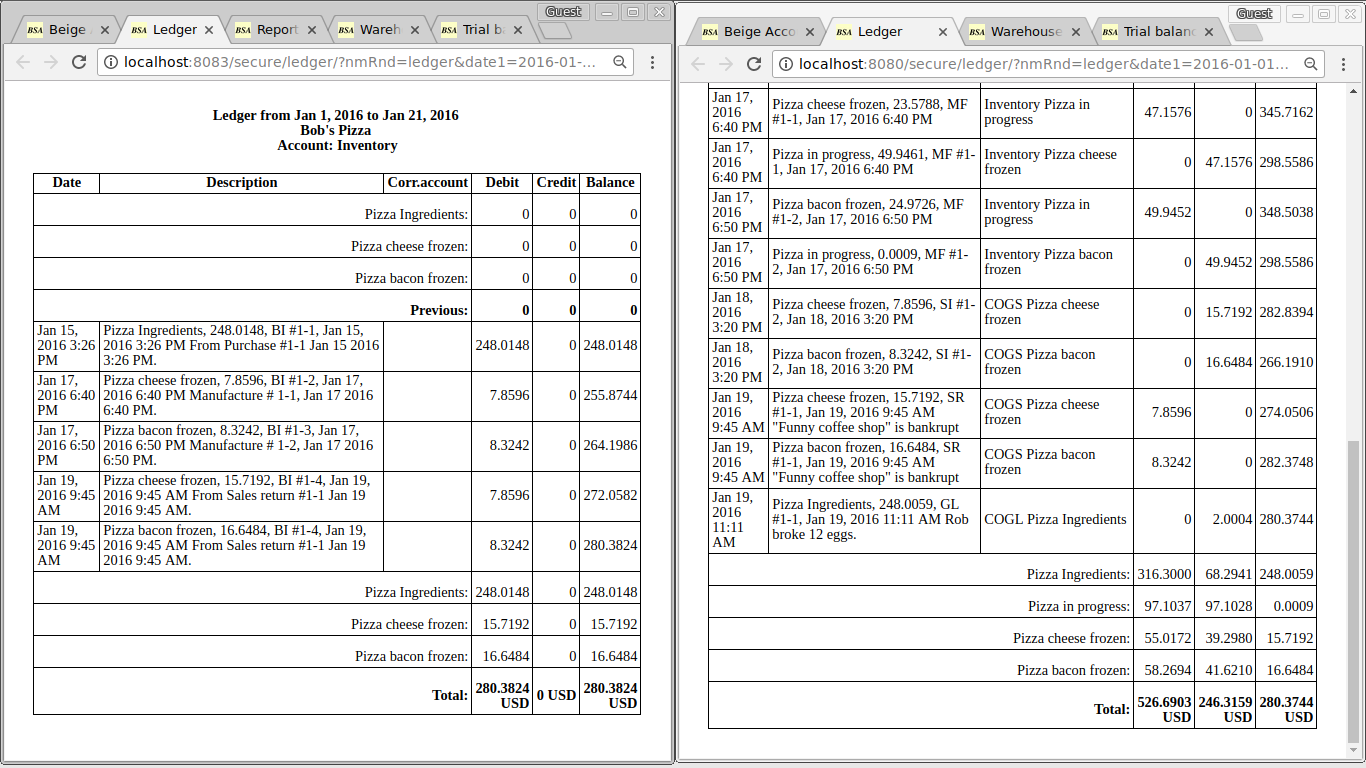 Guest
BSA Beige
BSA Ledger
BSA Report
BSA Wareh
BSA Trial b
localhost:8083/secure/ledger/?nmRnd=ledger&date1=2016-01-...
Ledger from Jan 1, 2016 to Jan 21, 2016
Bob's Pizza
Account: Inventory
Date Description Corr.account Debit Credit Balance
Pizza Ingredients: 0 0 0
Pizza cheese frozen: 0 0 0
Pizza bacon frozen: 0 0 0
Previous: 0 0 0
Jan 15, Pizza Ingredients, 248.0148, BI #1-1, Jan 15,
2016 3:26 2016 3:26 PM From Purchase #1-1 Jan 15 2016 248.0148 0 248.0148
PM 3:26 PM.
Jan 17, Pizza cheese frozen, 7.8596, BI #1-2, Jan 17,
2016 6:40 2016 6:40 PM Manufacture # 1-1, Jan 17 2016 7.8596 0 255.8744
PM 6:40 PM.
Jan 17, Pizza bacon frozen, 8.3242, BI #1-3, Jan 17,
2016 6:50 2016 6:50 PM Manufacture # 1-2, Jan 17 2016 8.3242 0 264.1986
PM 6:50 PM.
Jan 19, Pizza cheese frozen, 15.7192, BI #1-4, Jan 19,
2016 9:45 2016 9:45 AM From Sales return #1-1 Jan 19 7.8596 0 272.0582
AM 2016 9:45 AM.
Jan 19, Pizza bacon frozen, 16.6484, BI #1-4, Jan 19,
2016 9:45 2016 9:45 AM From Sales return #1-1 Jan 19 8.3242 0 280.3824
AM 2016 9:45 AM.
Pizza Ingredients: 248.0148 0 248.0148
Pizza cheese frozen: 15.7192 0 15.7192
Pizza bacon frozen: 16.6484 0 16.6484
Total: 280.3824 0 USD 280.3824
USD USD
Guest
BSA Beige Acco
BSA Ledger
BSA Warehouse
BSA Trial balanc
localhost:8080/secure/ledger/?nmRnd=ledger&date1=2016-01-01...
Jan 17, Pizza cheese frozen, 23.5788, MF Inventory Pizza in
2016 #1-1, Jan 17, 2016 6:40 PM progress 47.1576 0 345.7162
6:40 PM
Jan 17, Pizza in progress, 49.9461, MF #1- Inventory Pizza cheese
2016 1, Jan 17, 2016 6:40 PM frozen 0 47.1576 298.5586
6:40 PM
Jan 17, Pizza bacon frozen, 24.9726, MF Inventory Pizza in
2016 #1-2, Jan 17, 2016 6:50 PM progress 49.9452 0 348.5038
6:50 PM
Jan 17, Pizza in progress, 0.0009, MF #1- Inventory Pizza bacon
2016 2, Jan 17, 2016 6:50 PM frozen 0 49.9452 298.5586
6:50 PM
Jan 18, Pizza cheese frozen, 7.8596, SI #1- COGS Pizza cheese
2016 2, Jan 18, 2016 3:20 PM frozen 0 15.7192 282.8394
3:20 PM
Jan 18, Pizza bacon frozen, 8.3242, SI #1- COGS Pizza bacon
2016 2, Jan 18, 2016 3:20 PM frozen 0 16.6484 266.1910
3:20 PM
Jan 19, Pizza cheese frozen, 15.7192, SR COGS Pizza cheese
2016 #1-1, Jan 19, 2016 9:45 AM frozen 7.8596 0 274.0506
9:45 AM "Funny coffee shop" is bankrupt
Jan 19, Pizza bacon frozen, 16.6484, SR COGS Pizza bacon
2016 #1-1, Jan 19, 2016 9:45 AM frozen 8.3242 0 282.3748
9:45 AM "Funny coffee shop" is bankrupt
Jan 19, Pizza Ingredients, 248.0059, GL
2016 #1-1, Jan 19, 2016 11:11 AM Rob COGL Pizza Ingredients 0 2.0004 280.3744
11:11 broke 12 eggs.
AM
Pizza Ingredients: 316.3000 68.2941 248.0059
Pizza in progress: 97.1037 97.1028 0.0009
Pizza cheese frozen: 55.0172 39.2980 15.7192
Pizza bacon frozen: 58.2694 41.6210 16.6484
Total: 526.6903 246.3159 280.3744
USD USD USD